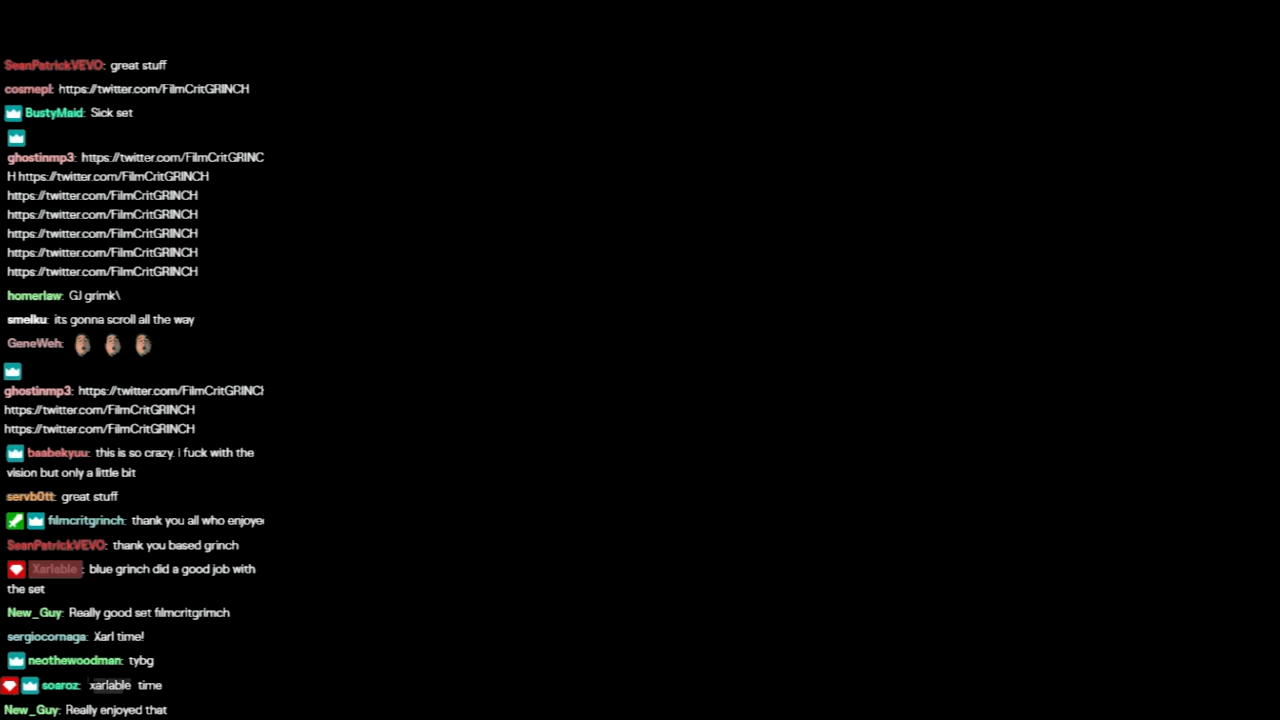 SeanPatrickVEVO: great stuff
cosmepl: https://twitter.com/FilmCritGRINCH
BustyMaid: Sick set
ghostinmp3: https://twitter.com/FilmCritGRINC
H https://twitter.com/FilmCritGRINCH
https://twitter.com/FilmCritGRINCH
https://twitter.com/FilmCritGRINCH
https://twitter.com/FilmCritGRINCH
https://twitter.com/FilmCritGRINCH
https://twitter.com/FilmCritGRINCH
homerlaw: GJ grimk\
smelku: its gonna scroll all the way
GeneWeh:
ghostinmp3: https://twitter.com/FilmCritGRINCH
https://twitter.com/FilmCritGRINCH
https://twitter.com/FilmCritGRINCH
baabekyuu: this is so crazy. i fuck with the
vision but only a little bit
servb0tt: great stuff
filmcritgrinch: thank you all who enjoye
SeanPatrickVEVO: thank you based grinch
Xarlable: blue grinch did a good job with
the set
New_Guy: Really good set filmcritgrimch
sergiocornaga: Xarl time!
neothewoodman: tybg
soaroz: xarlable time
New_Guy: Really enjoyed that